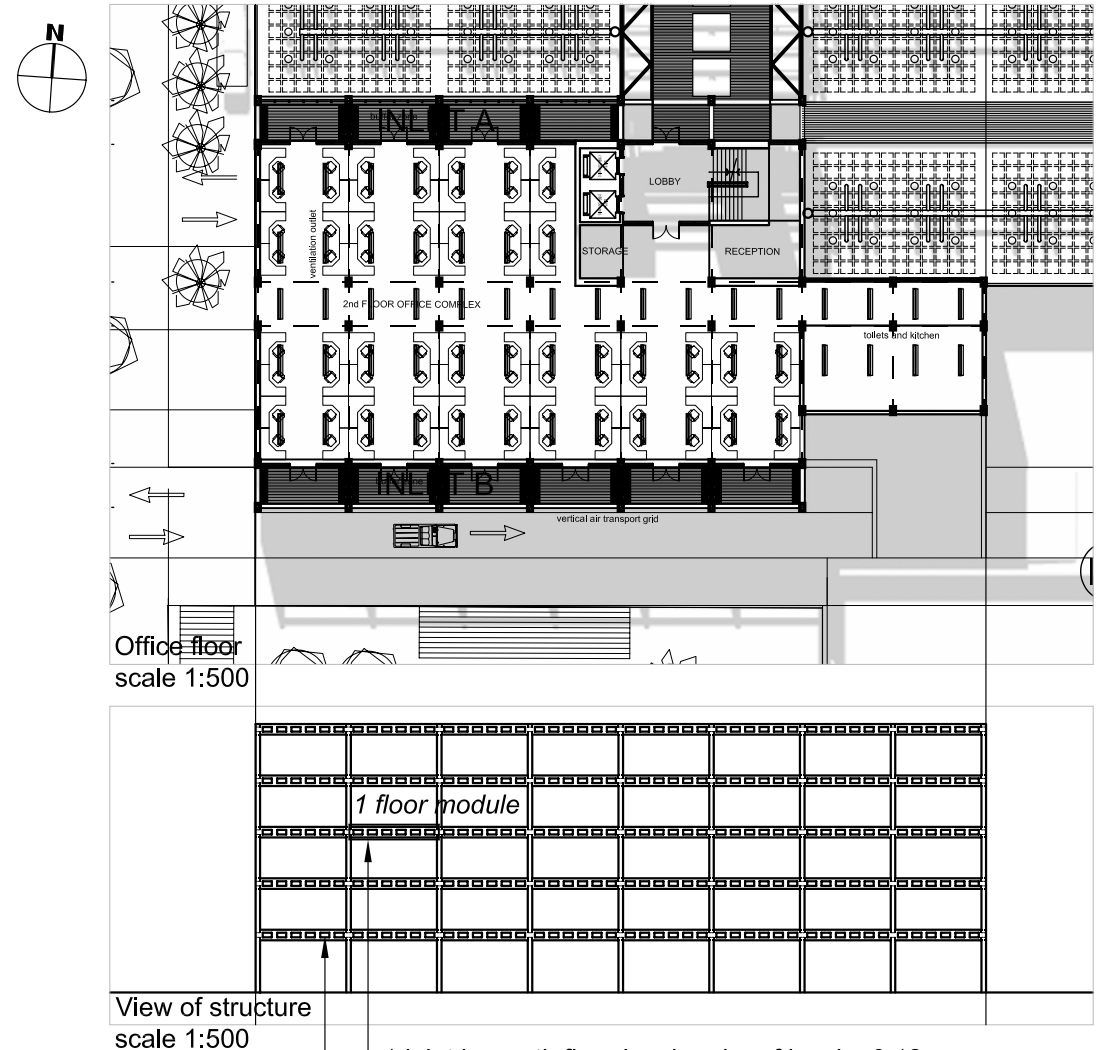 N
INLET A
LOBBY
STORAGE
RECEPTION
ventilation outlet
2nd FLOOR OFFICE COMPLEX
toilets and kitchen
INLET B
vertical air transport grid
Office floor
scale 1:500
1 floor module
View of structure
scale 1:500